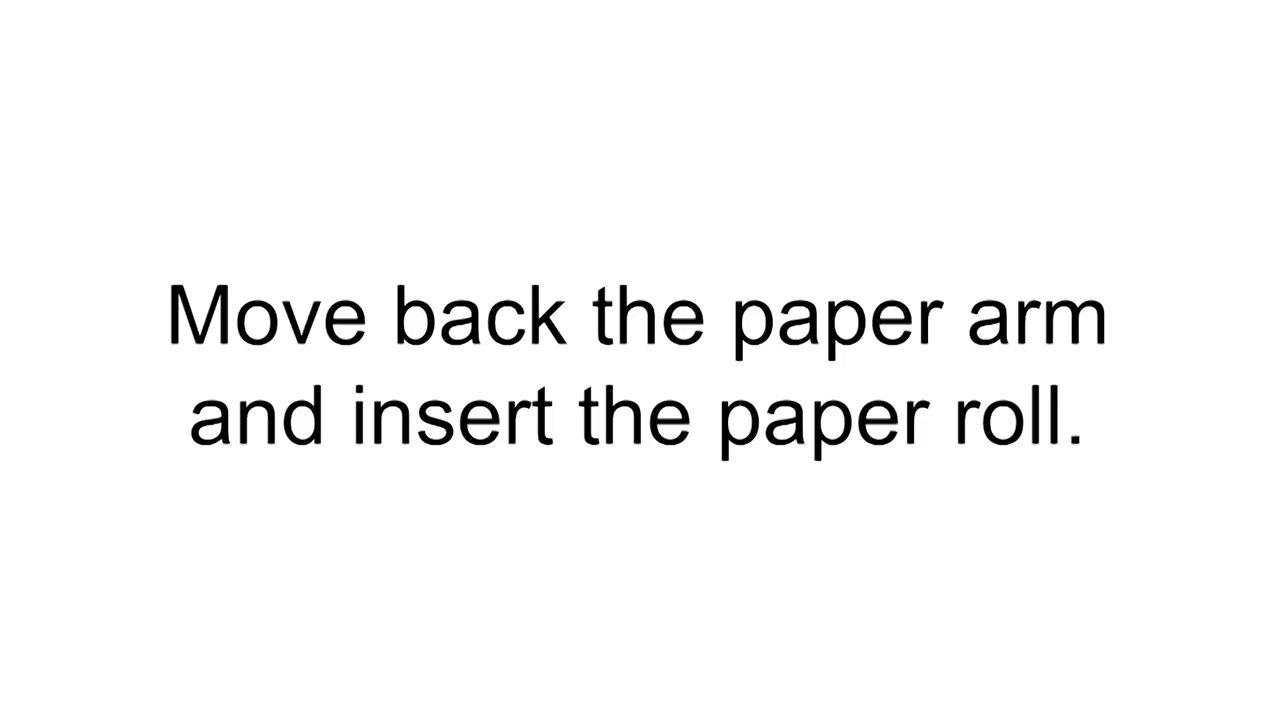 Move back the paper arm
and insert the paper roll.